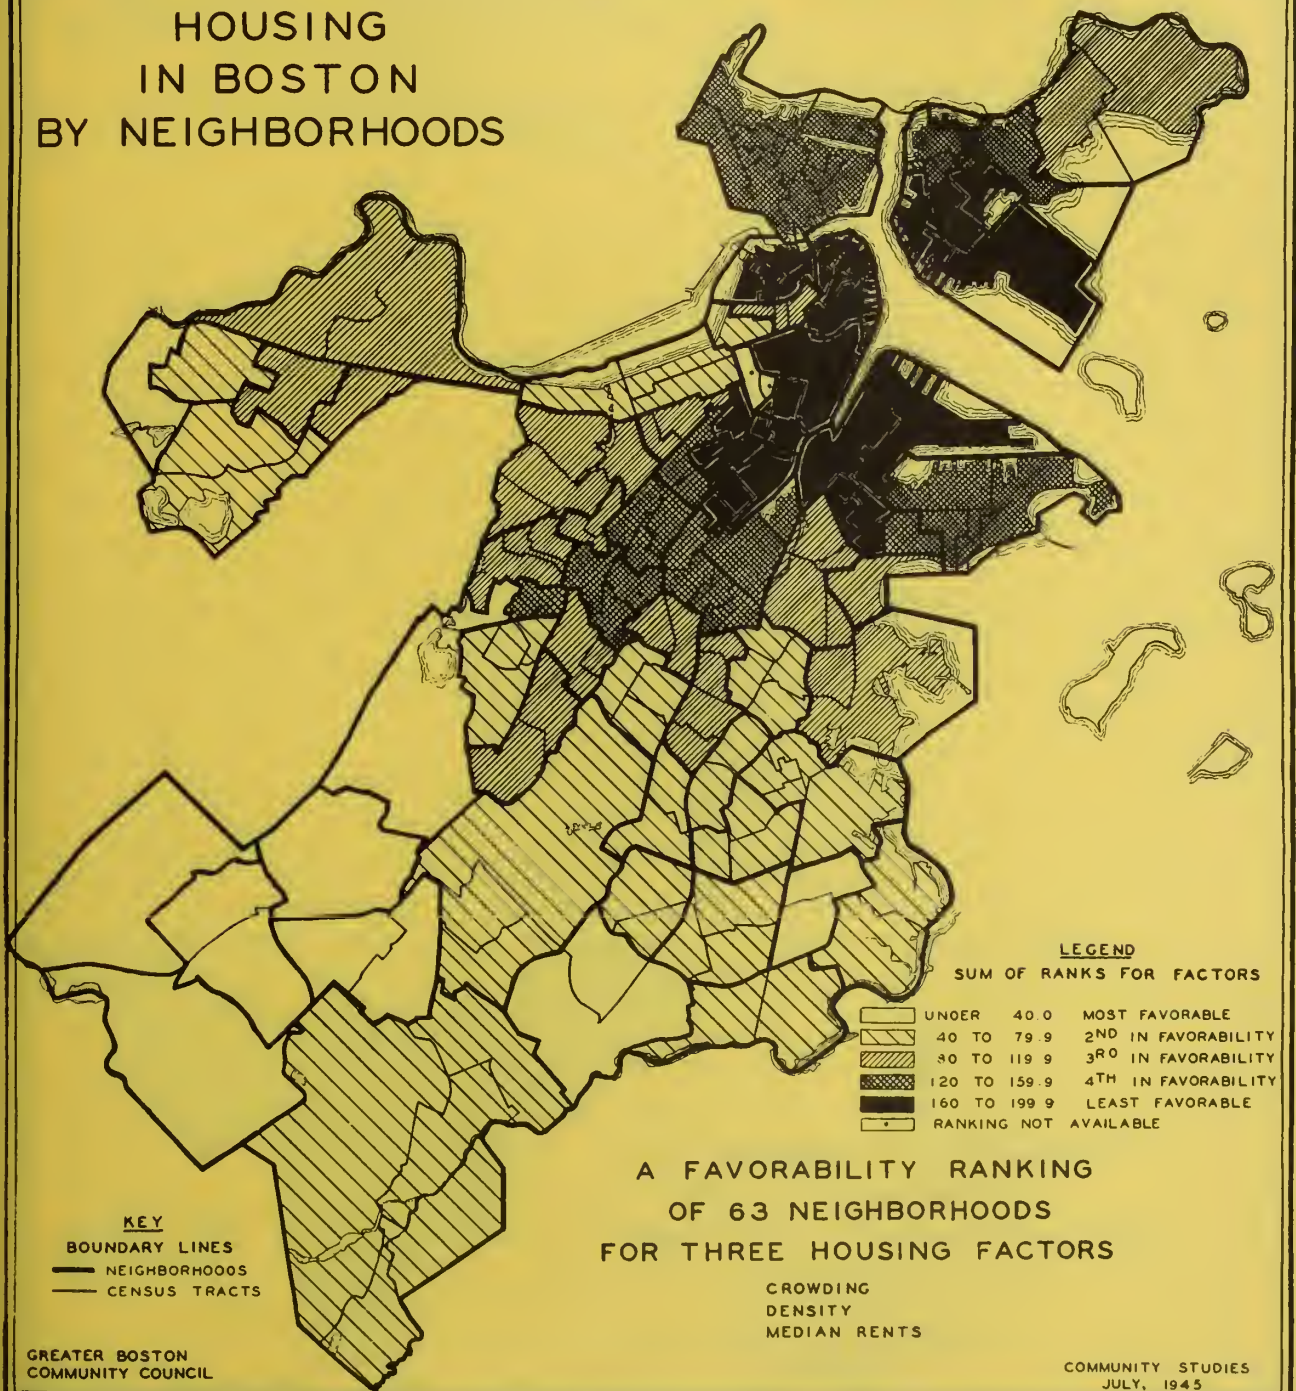 HOUSING
IN BOSTON
BY NEIGHBORHOODS
LEGEND
SUM OF RANKS FOR FACTORS
UNDER 40.0 MOST FAVORABLE
40 TO 79.9 2ND IN FAVORABILITY
80 TO 119 9 3RD IN FAVORABILITY
120 TO 159.9 4TH IN FAVORABILITY
160 TO 199 9 LEAST FAVORABLE
RANKING NOT AVAILABLE
A FAVORABILITY RANKING
OF 63 NEIGHBORHOODS
FOR THREE HOUSING FACTORS
CROWDING
DENSITY
MEDIAN RENTS
KEY
BOUNDARY LINES
NEIGHBORHOODS
CENSUS TRACTS
GREATER BOSTON
COMMUNITY COUNCIL
COMMUNITY STUDIES
JULY, 1945